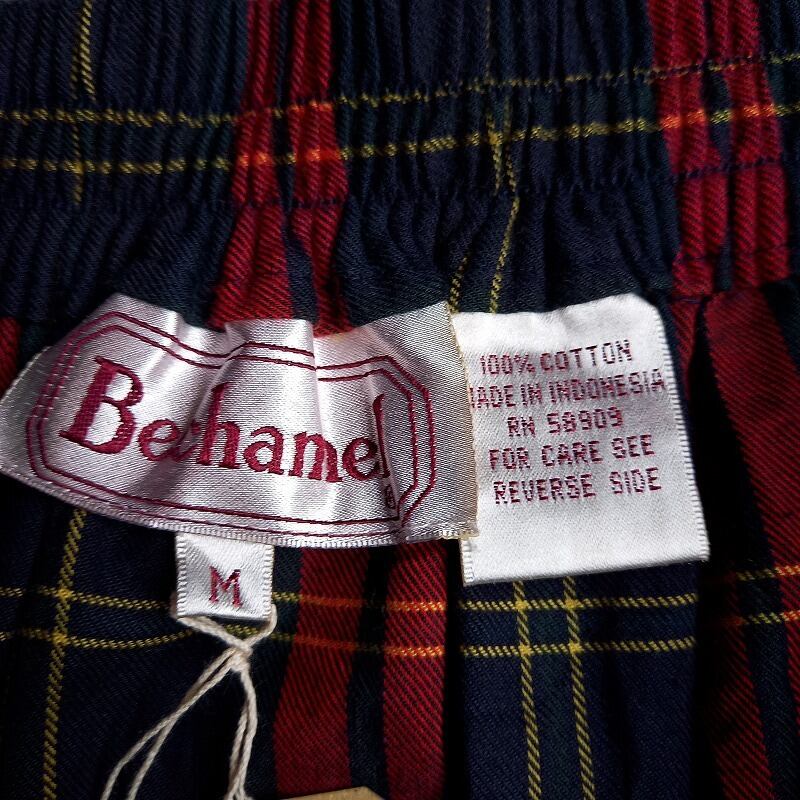 Bechamel
®
M
100% COTTON
MADE IN INDONESIA
RN 58909
FOR CARE SEE
REVERSE SIDE